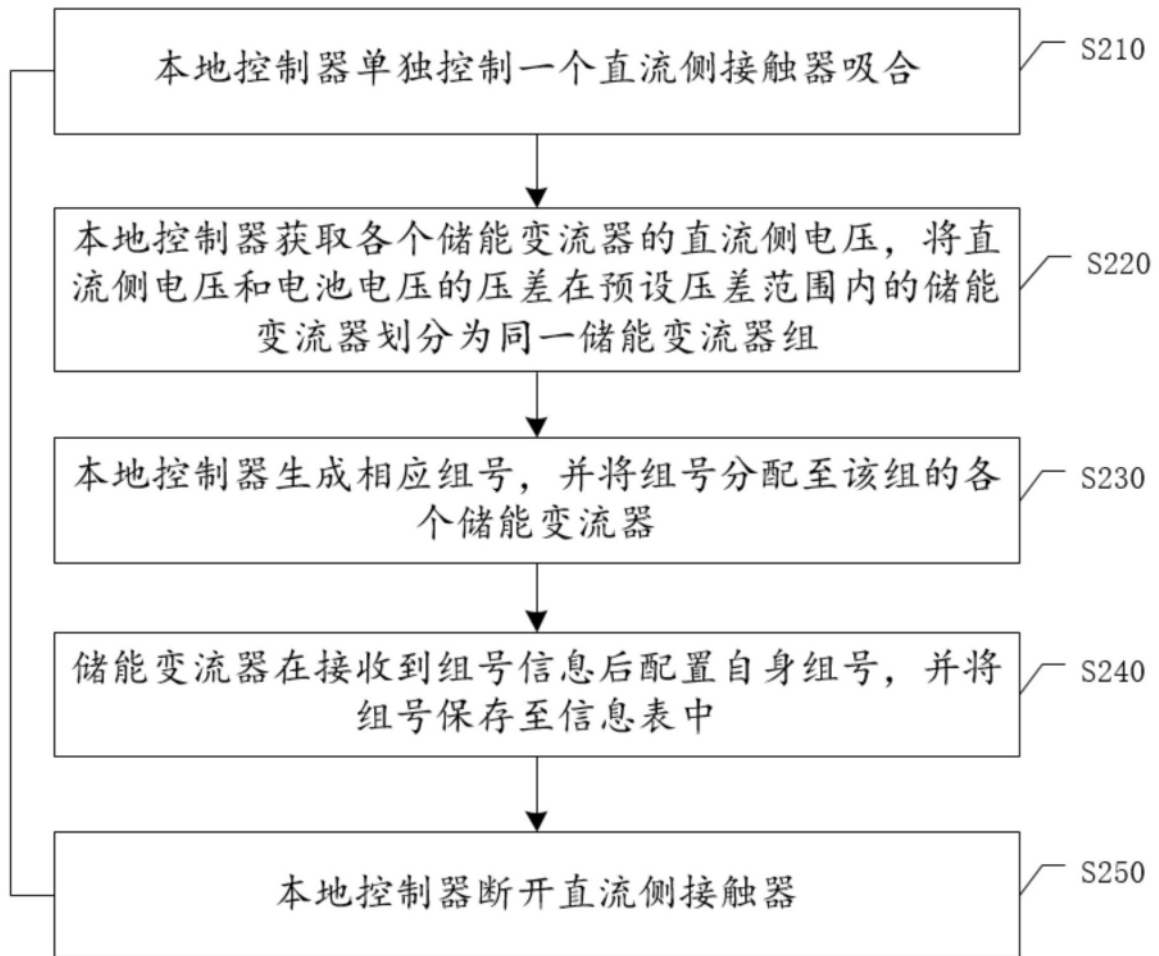 本地控制器单独控制一个直流侧接触器吸合
S210
本地控制器获取各个储能变流器的直流侧电压，将直
流侧电压和电池电压的压差在预设压差范围内的储能
变流器划分为同一储能变流器组
S220
本地控制器生成相应组号，并将组号分配至该组的各
个储能变流器
S230
储能变流器在接收到组号信息后配置自身组号，并将
组号保存至信息表中
S240
本地控制器断开直流侧接触器
S250